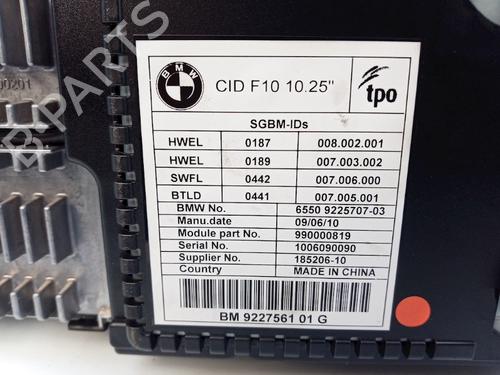 BMW
CID F10 10.25"
tpo
SGBM-IDs
HWEL 0187 008.002.001
HWEL 0189 007.003.002
SWFL 0442 007.006.000
BTLD 0441 007.005.001
BMW No. 6550 9225707-03
Manu.date 09/06/10
Module part No. 990000819
Serial No. 1006090090
Supplier No. 185206-10
Country MADE IN CHINA
BM 9227561 01 G
B-PARTS